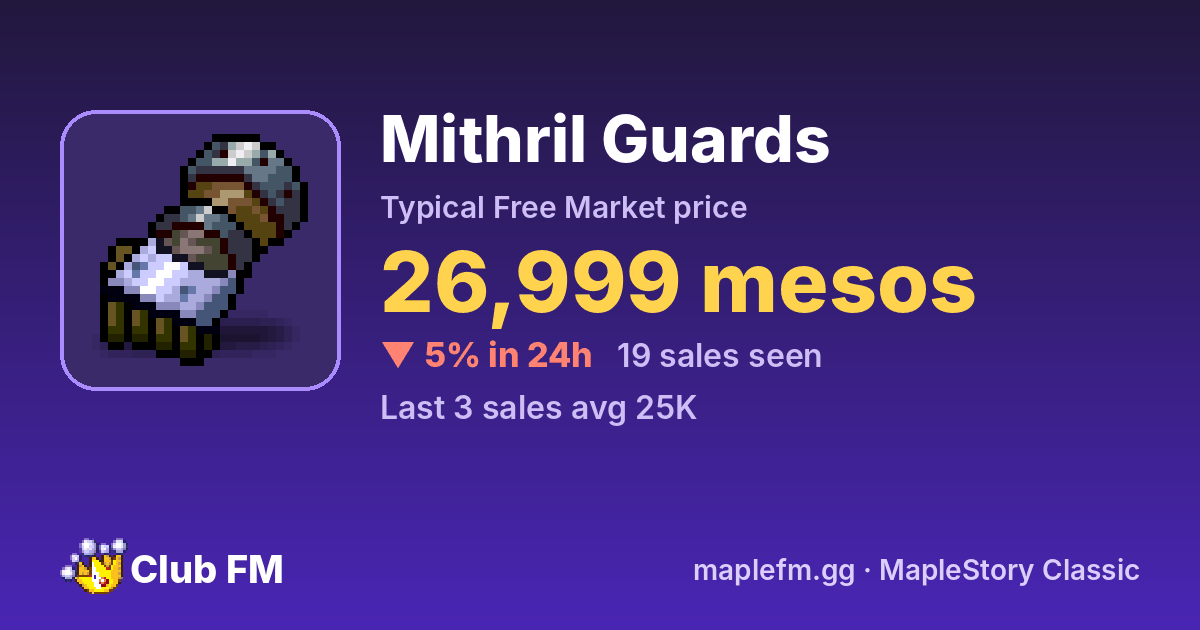 Mithril Guards
Typical Free Market price
26,999 mesos
▼ 5% in 24h 19 sales seen
Last 3 sales avg 25K
Club FM
maplefm.gg · MapleStory Classic